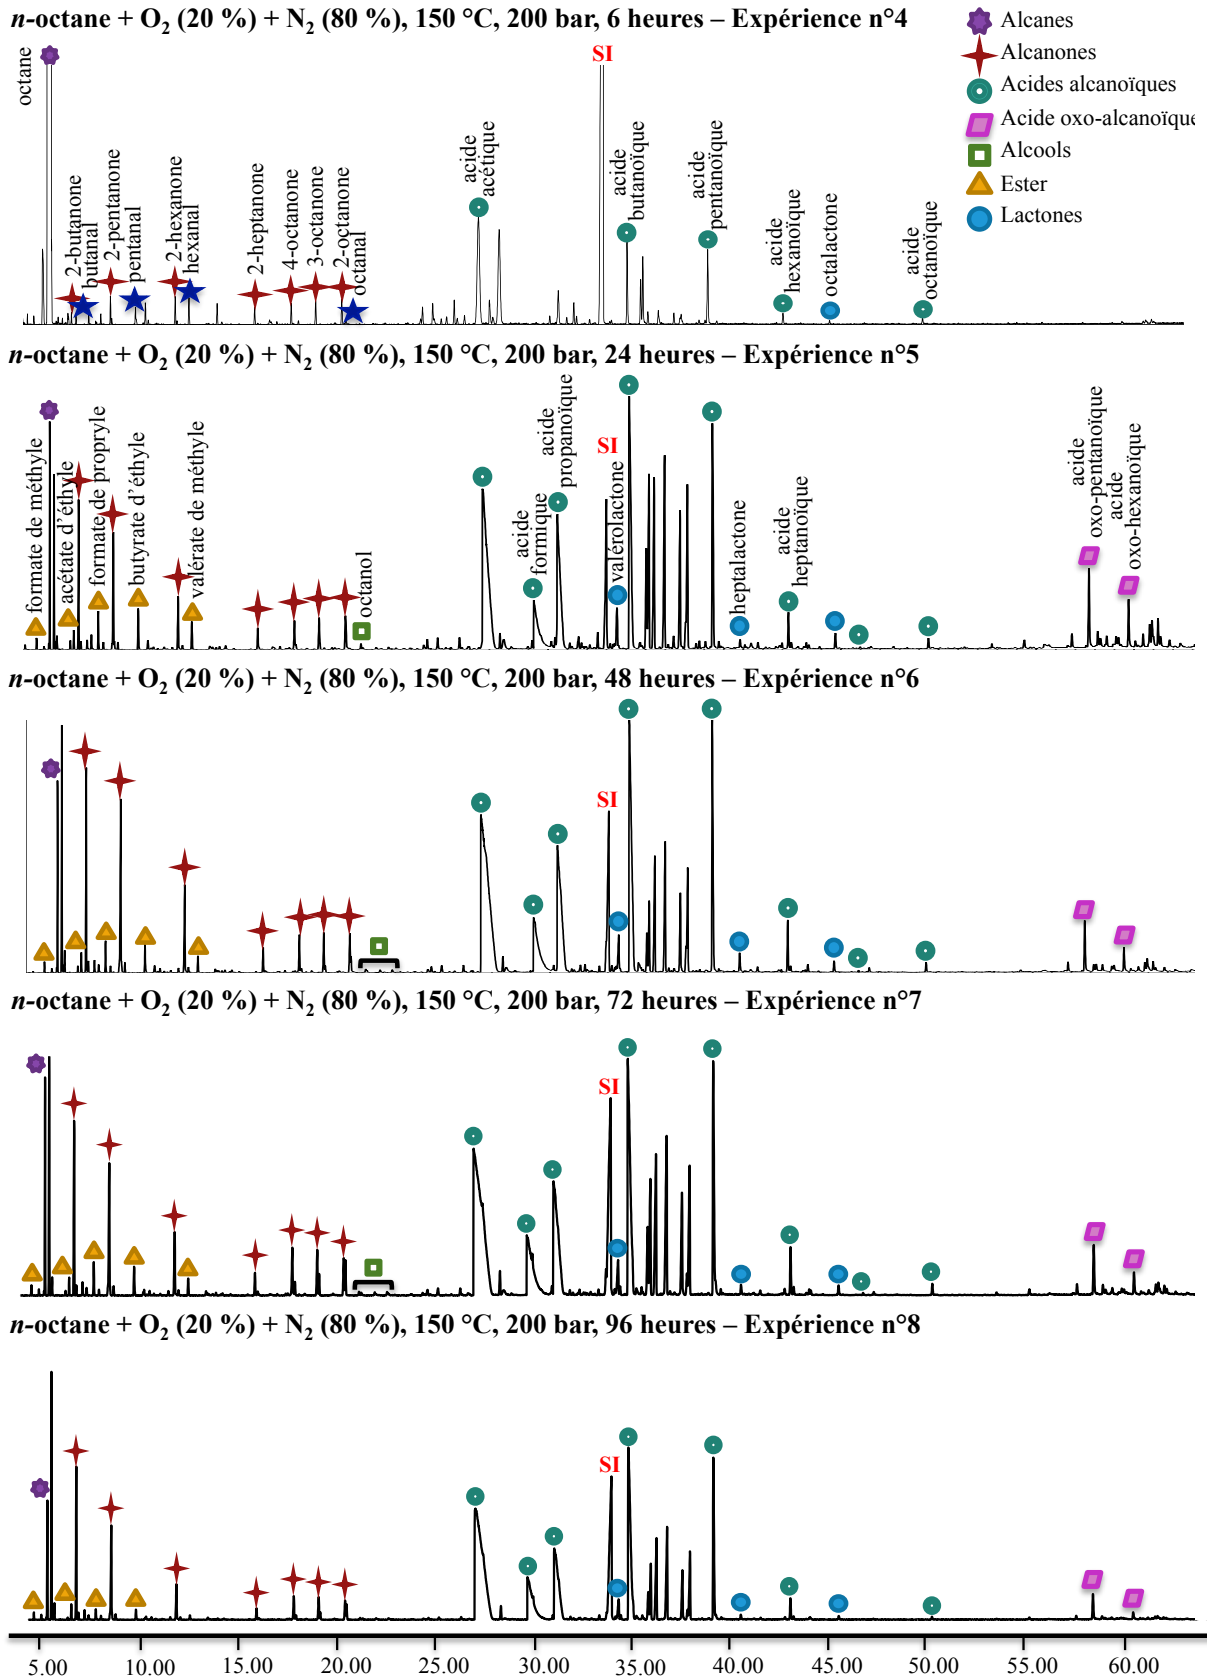 n-octane + O2 (20 %) + N2 (80 %), 150 °C, 200 bar, 6 heures – Expérience n°4
Alcanes
Alcanones
Acides alcanoïques
Acide oxo-alcanoïque
Alcools
Ester
Lactones
octane
2-butanone
butanal
2-pentanone
pentanal
2-hexanone
hexanal
2-heptanone
4-octanone
3-octanone
2-octanone
octanal
acide
acétique
SI
acide
butanoïque
acide
pentanoïque
acide
hexanoïque
octalactone
acide
octanoïque
n-octane + O2 (20 %) + N2 (80 %), 150 °C, 200 bar, 24 heures – Expérience n°5
formate de méthyle
acétate d'éthyle
formate de propryle
butyrate d'éthyle
valérate de méthyle
octanol
acide
formique
acide
propanoïque
SI
valérolactone
heptalactone
acide
heptanoïque
acide
oxo-pentanoïque
acide
oxo-hexanoïque
n-octane + O2 (20 %) + N2 (80 %), 150 °C, 200 bar, 48 heures – Expérience n°6
SI
n-octane + O2 (20 %) + N2 (80 %), 150 °C, 200 bar, 72 heures – Expérience n°7
SI
n-octane + O2 (20 %) + N2 (80 %), 150 °C, 200 bar, 96 heures – Expérience n°8
SI
5.00 10.00 15.00 20.00 25.00 30.00 35.00 40.00 45.00 50.00 55.00 60.00